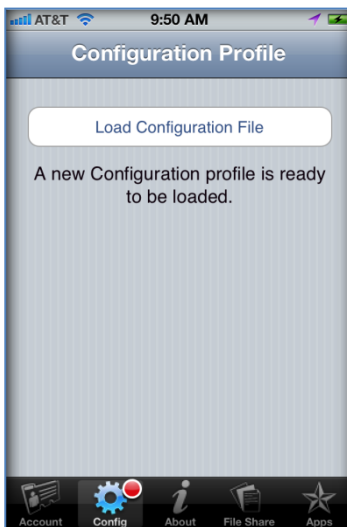 AT&T 9:50 AM
Configuration Profile
Load Configuration File
A new Configuration profile is ready
to be loaded.
Account Config About File Share Apps